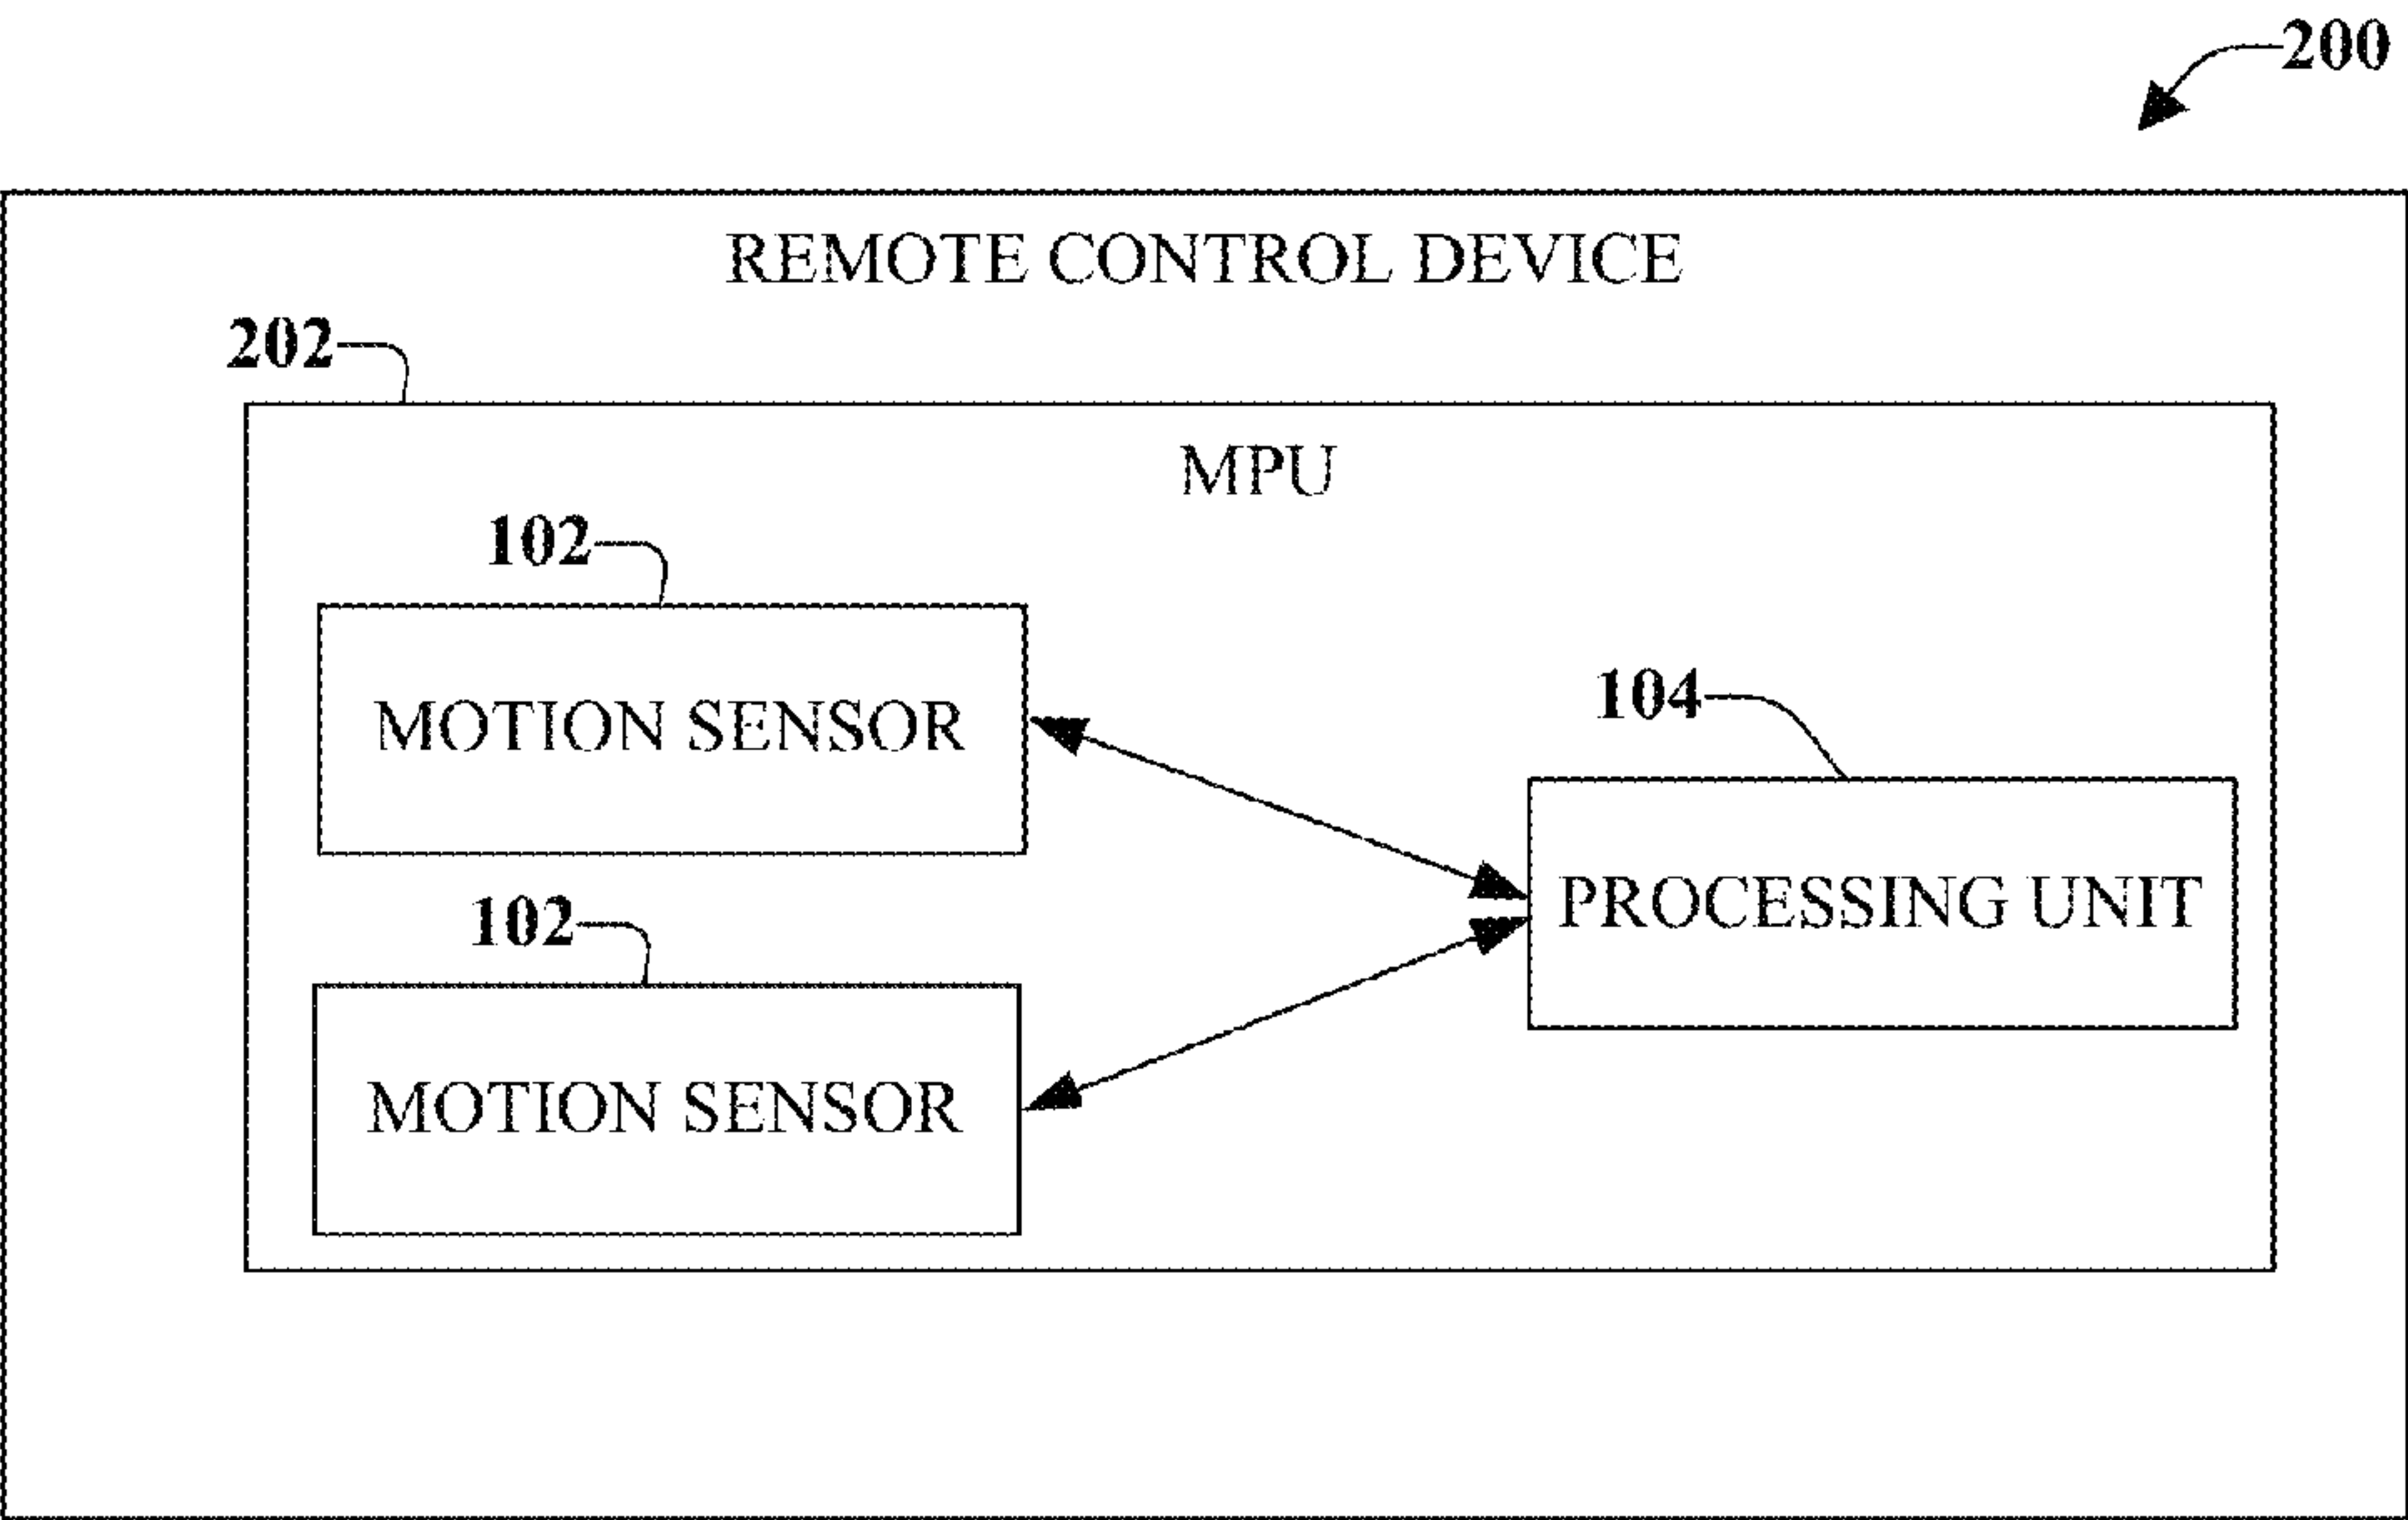 200
REMOTE CONTROL DEVICE
202
MPU
102
MOTION SENSOR
104
PROCESSING UNIT
102
MOTION SENSOR